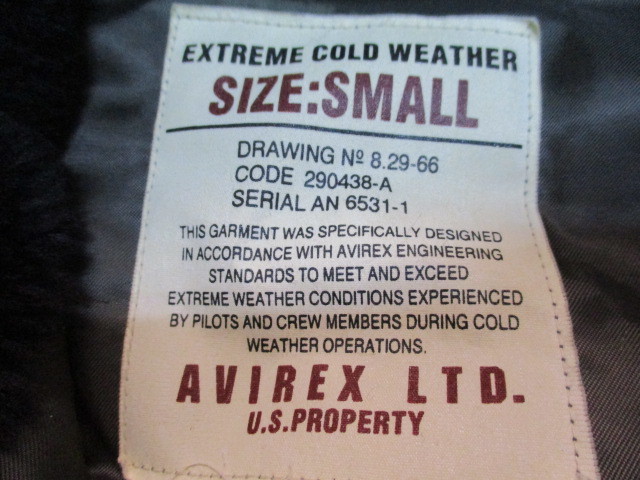 EXTREME COLD WEATHER
SIZE:SMALL
DRAWING Nº 8.29-66
CODE 290438-A
SERIAL AN 6531-1
THIS GARMENT WAS SPECIFICALLY DESIGNED
IN ACCORDANCE WITH AVIREX ENGINEERING
STANDARDS TO MEET AND EXCEED
EXTREME WEATHER CONDITIONS EXPERIENCED
BY PILOTS AND CREW MEMBERS DURING COLD
WEATHER OPERATIONS.
AVIREX LTD.
U.S.PROPERTY